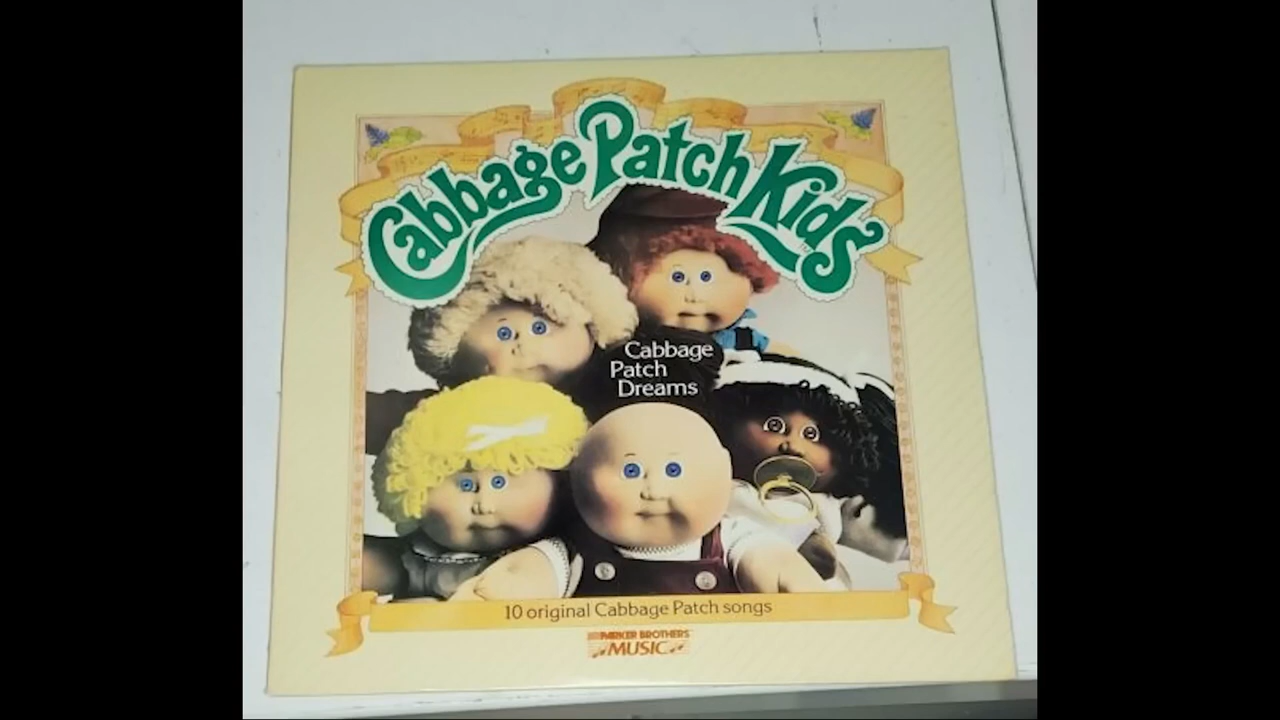 Cabbage Patch Kids
Cabbage
Patch
Dreams
10 original Cabbage Patch songs
PARKER BROTHERS
MUSIC